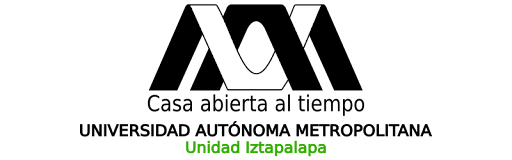 Casa abierta al tiempo
UNIVERSIDAD AUTÓNOMA METROPOLITANA
Unidad Iztapalapa